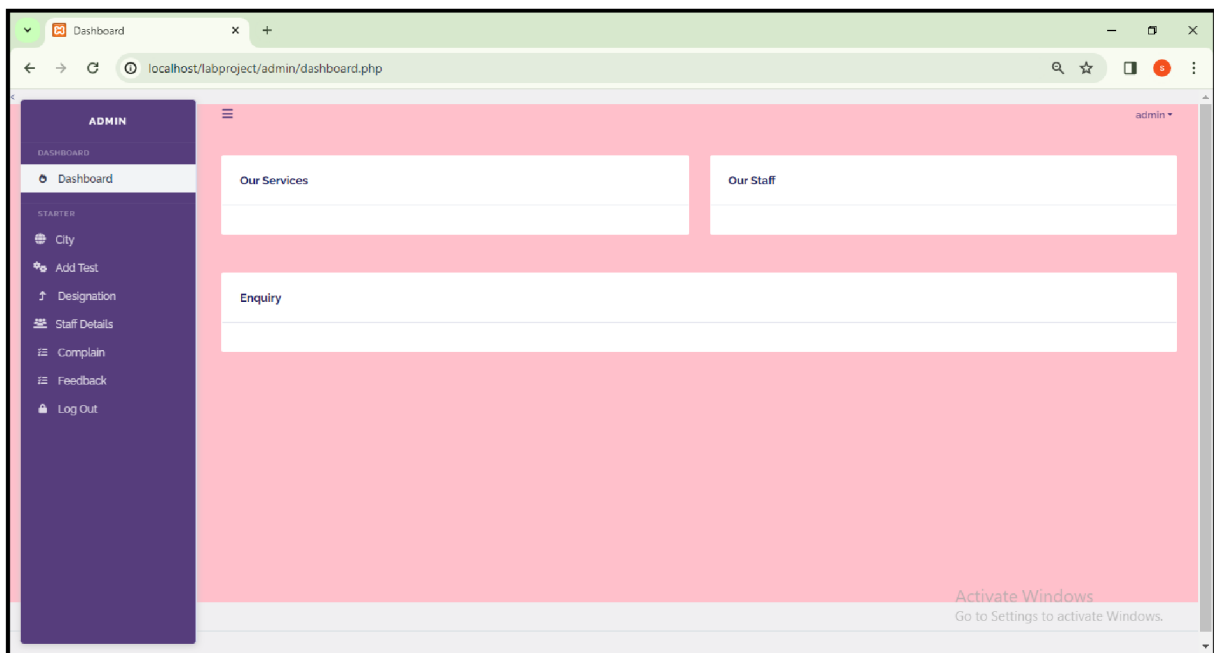 Dashboard
localhost/labproject/admin/dashboard.php
s
ADMIN
admin
DASHBOARD
Dashboard
Our Services
Our Staff
STARTER
City
Add Test
Designation
Enquiry
Staff Details
Complain
Feedback
Log Out
Activate Windows
Go to Settings to activate Windows.